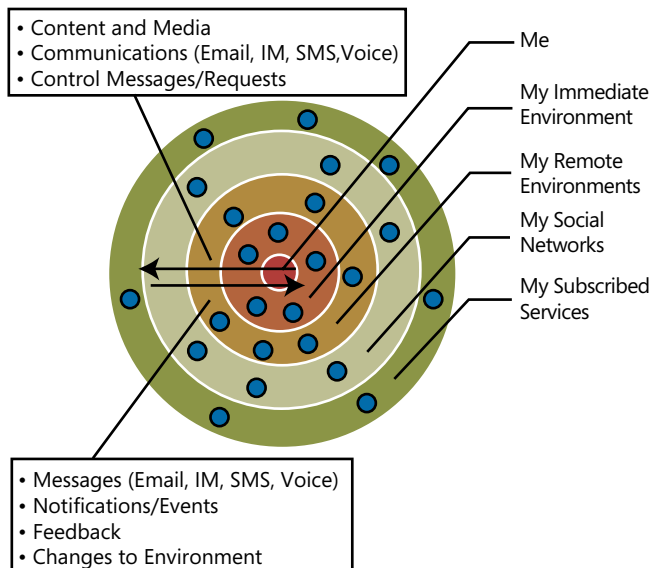 • Content and Media
• Communications (Email, IM, SMS,Voice)
• Control Messages/Requests
Me
My Immediate
Environment
My Remote
Environments
My Social
Networks
My Subscribed
Services
• Messages (Email, IM, SMS, Voice)
• Notifications/Events
• Feedback
• Changes to Environment